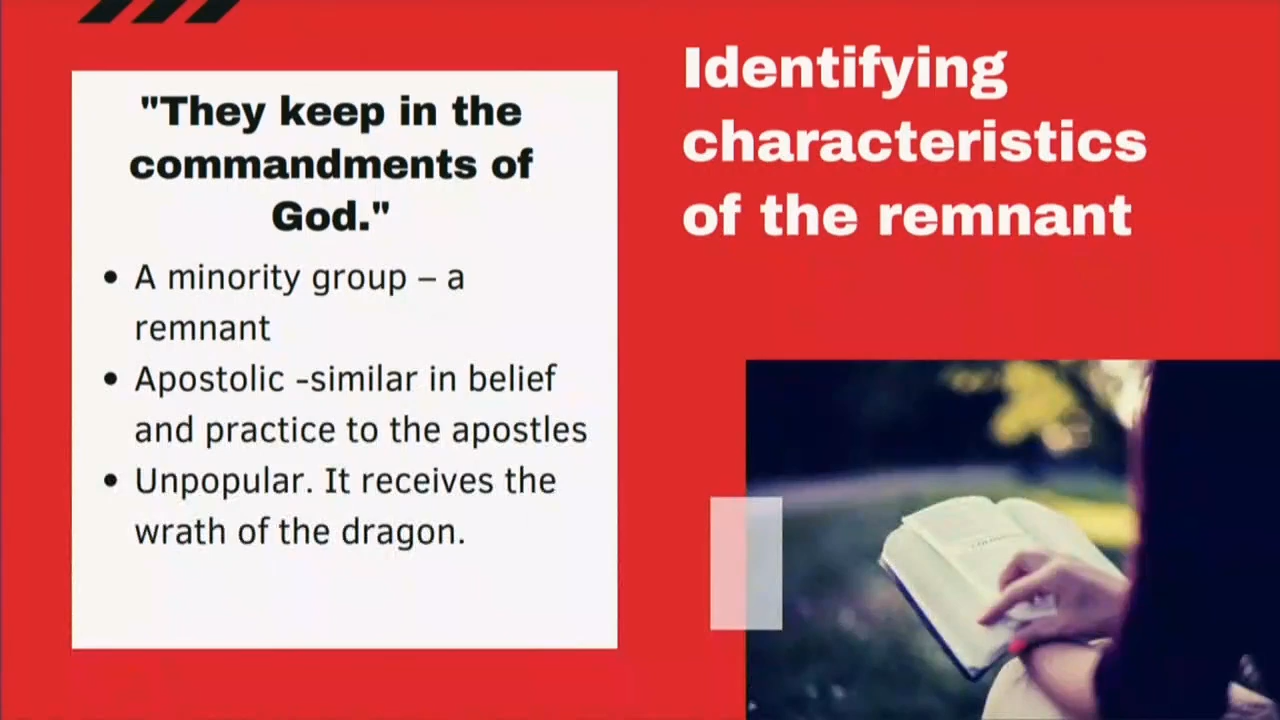 Identifying
characteristics
of the remnant
"They keep in the
commandments of
God."
• A minority group – a
remnant
• Apostolic -similar in belief
and practice to the apostles
• Unpopular. It receives the
wrath of the dragon.